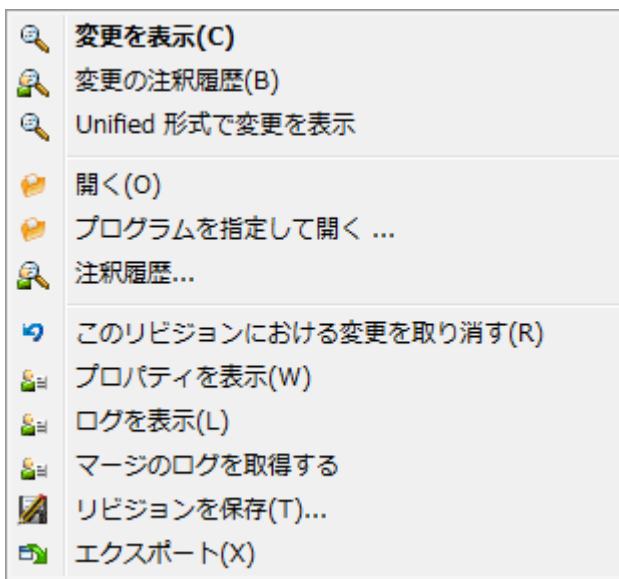 変更を表示(C)
変更の注釈履歴(B)
Unified 形式で変更を表示
開く(O)
プログラムを指定して開く ...
注釈履歴...
このリビジョンにおける変更を取り消す(R)
プロパティを表示(W)
ログを表示(L)
マージのログを取得する
リビジョンを保存(T)...
エクスポート(X)